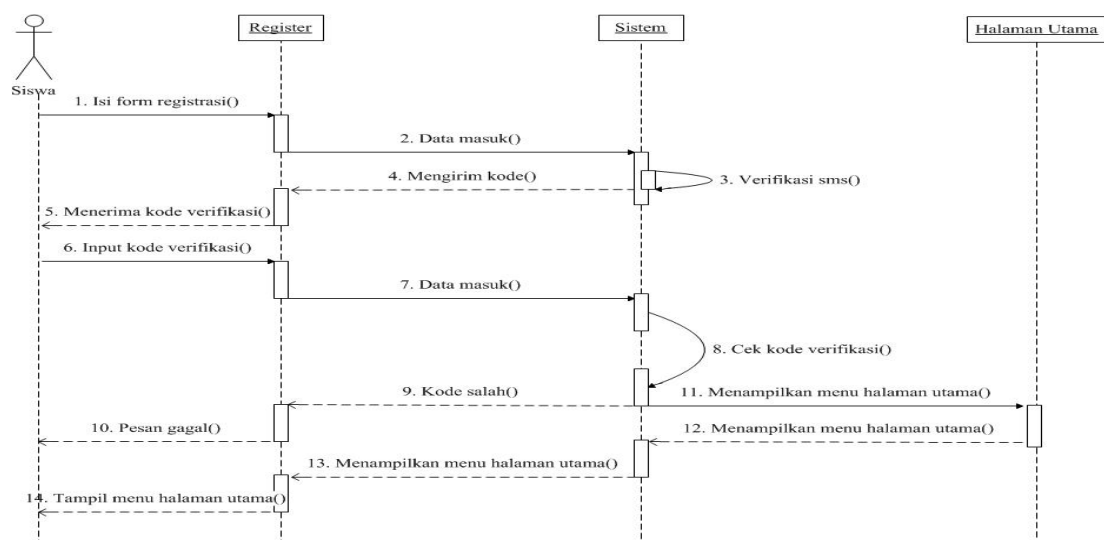 Register
Sistem
Halaman Utama
Siswa
1. Isi form registrasi()
2. Data masuk()
3. Verifikasi sms()
4. Mengirim kode()
5. Menerima kode verifikasi()
6. Input kode verifikasi()
7. Data masuk()
8. Cek kode verifikasi()
9. Kode salah()
11. Menampilkan menu halaman utama()
10. Pesan gagal()
12. Menampilkan menu halaman utama()
13. Menampilkan menu halaman utama()
14. Tampil menu halaman utama()